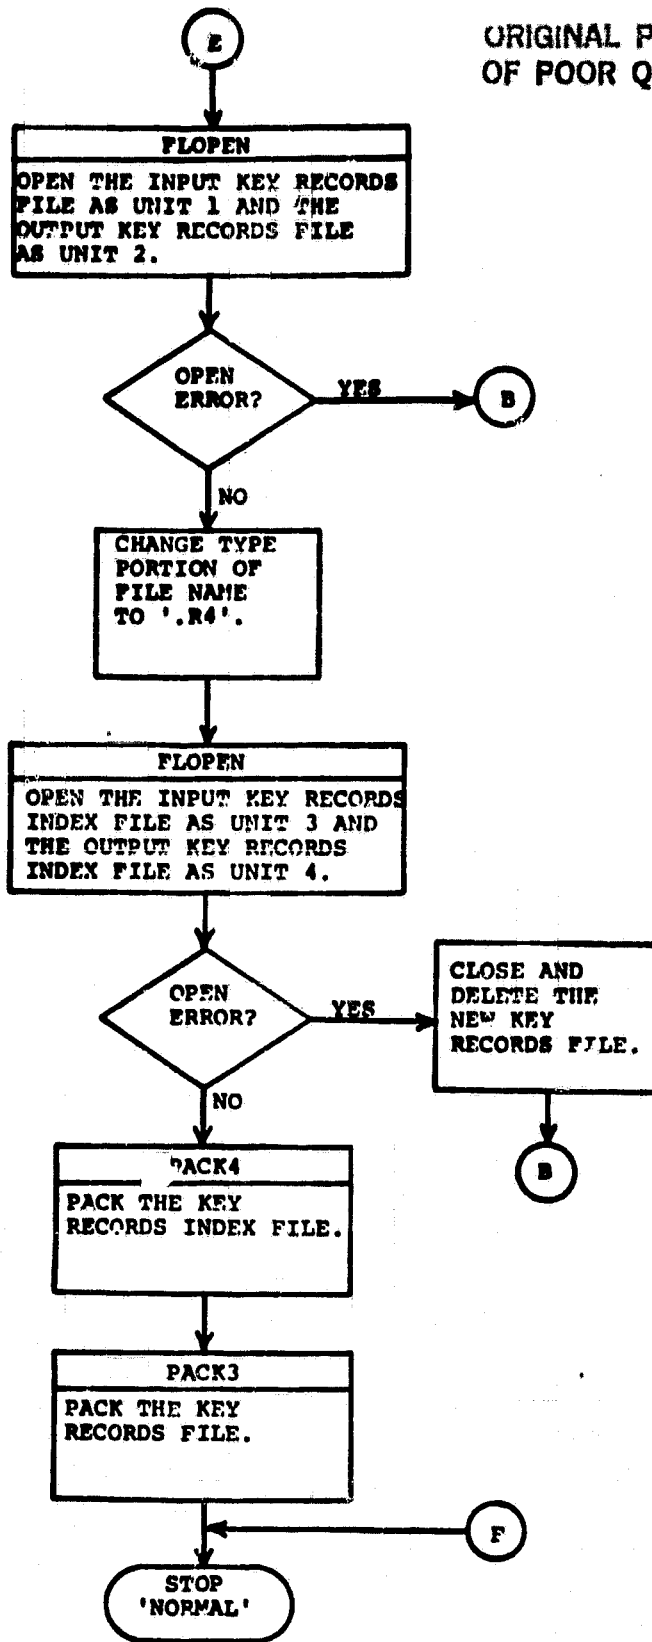 E
ORIGINAL P
OF POOR Q
FLOPEN
OPEN THE INPUT KEY RECORDS
FILE AS UNIT 1 AND THE
OUTPUT KEY RECORDS FILE
AS UNIT 2.
OPEN
ERROR?
YES
B
NO
CHANGE TYPE
PORTION OF
FILE NAME
TO '.R4'.
FLOPEN
OPEN THE INPUT KEY RECORDS
INDEX FILE AS UNIT 3 AND
THE OUTPUT KEY RECORDS
INDEX FILE AS UNIT 4.
OPEN
ERROR?
YES
CLOSE AND
DELETE THE
NEW KEY
RECORDS FILE.
NO
B
PACK4
PACK THE KEY
RECORDS INDEX FILE.
PACK3
PACK THE KEY
RECORDS FILE.
F
STOP
'NORMAL'